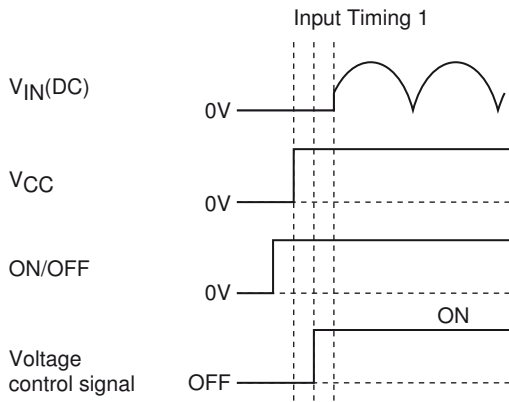 Input Timing 1
VIN(DC)
0V
VCC
0V
ON/OFF
0V
ON
Voltage
control signal
OFF